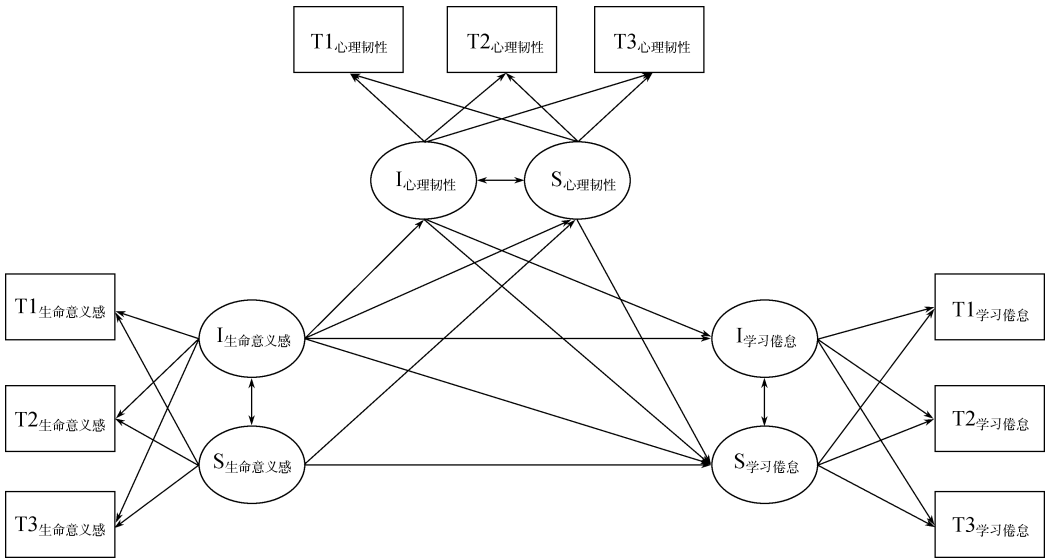 T1心理韧性
T2心理韧性
T3心理韧性
I心理韧性
S心理韧性
T1生命意义感
I生命意义感
I学习倦怠
T1学习倦怠
T2生命意义感
T2学习倦怠
S生命意义感
S学习倦怠
T3生命意义感
T3学习倦怠